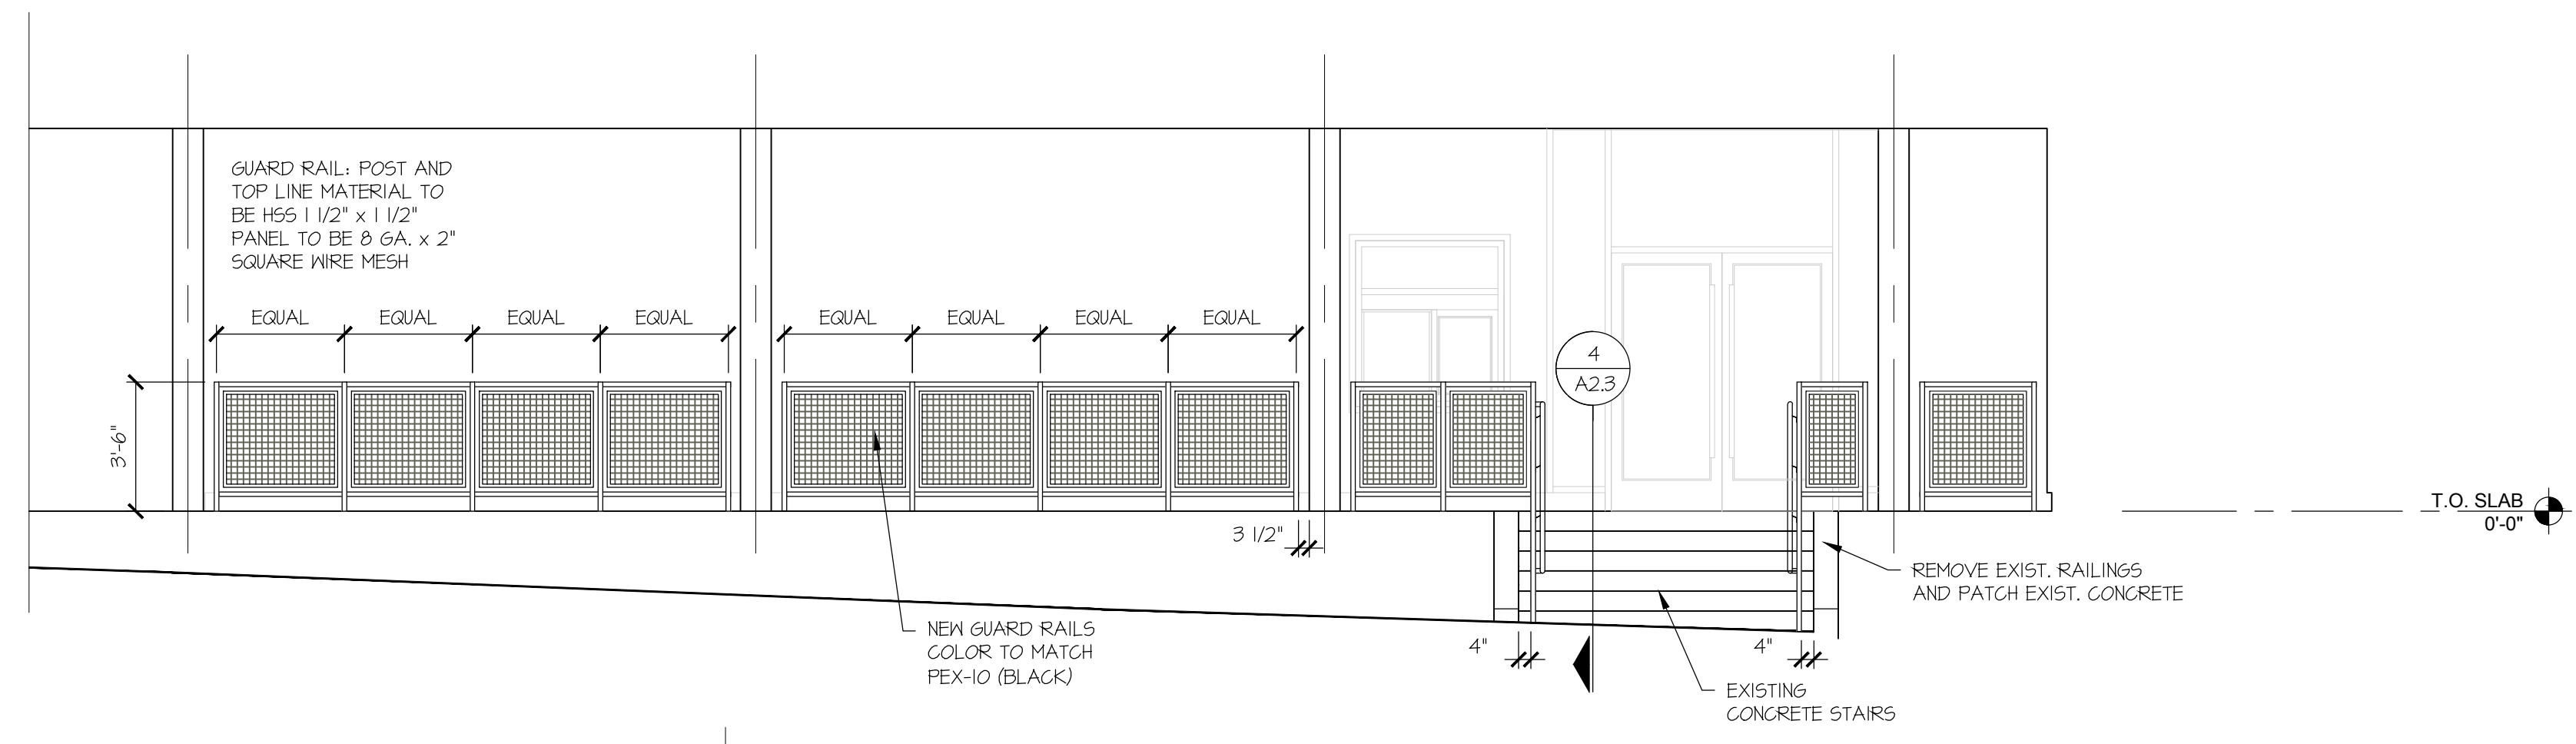 GUARD RAIL: POST AND
TOP LINE MATERIAL TO
BE HSS 1 1/2" x 1 1/2"
PANEL TO BE 8 GA. x 2"
SQUARE WIRE MESH
EQUAL EQUAL EQUAL EQUAL
EQUAL EQUAL EQUAL EQUAL
4
A2.3
3'-6"
T.O. SLAB
0'-0"
3 1/2"
REMOVE EXIST. RAILINGS
AND PATCH EXIST. CONCRETE
NEW GUARD RAILS
COLOR TO MATCH
PEX-10 (BLACK)
4"
4"
EXISTING
CONCRETE STAIRS